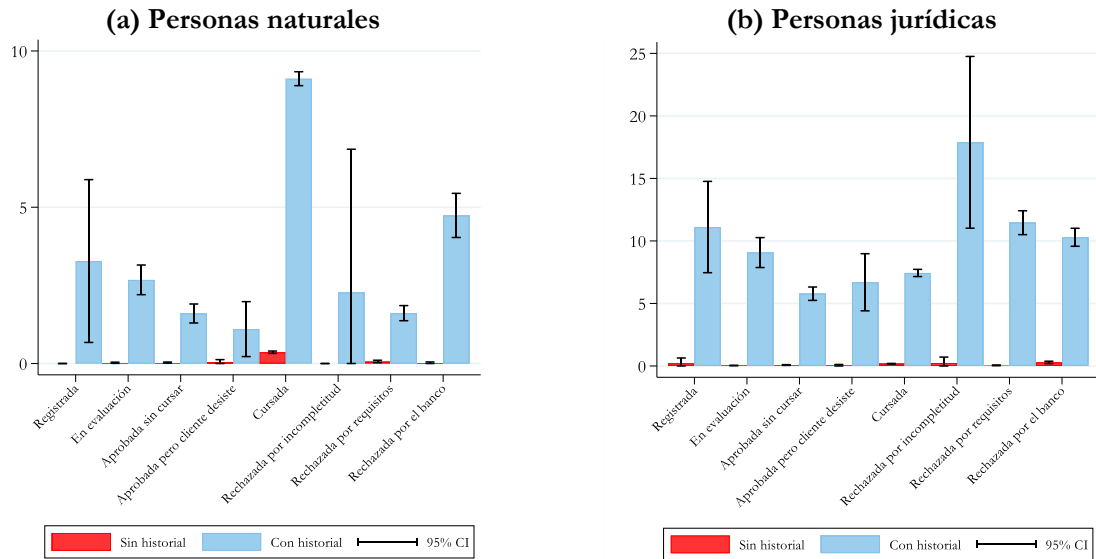 (a) Personas naturales
10
5
0
Registrada
En evaluación
Aprobada sin cursar
Aprobada pero cliente desiste
Cursada
Rechazada por incompletitud
Rechazada por requisitos
Rechazada por el banco
Sin historial
Con historial
95% CI
(b) Personas jurídicas
25
20
15
10
5
0
Registrada
En evaluación
Aprobada sin cursar
Aprobada pero cliente desiste
Cursada
Rechazada por incompletitud
Rechazada por requisitos
Rechazada por el banco
Sin historial
Con historial
95% CI